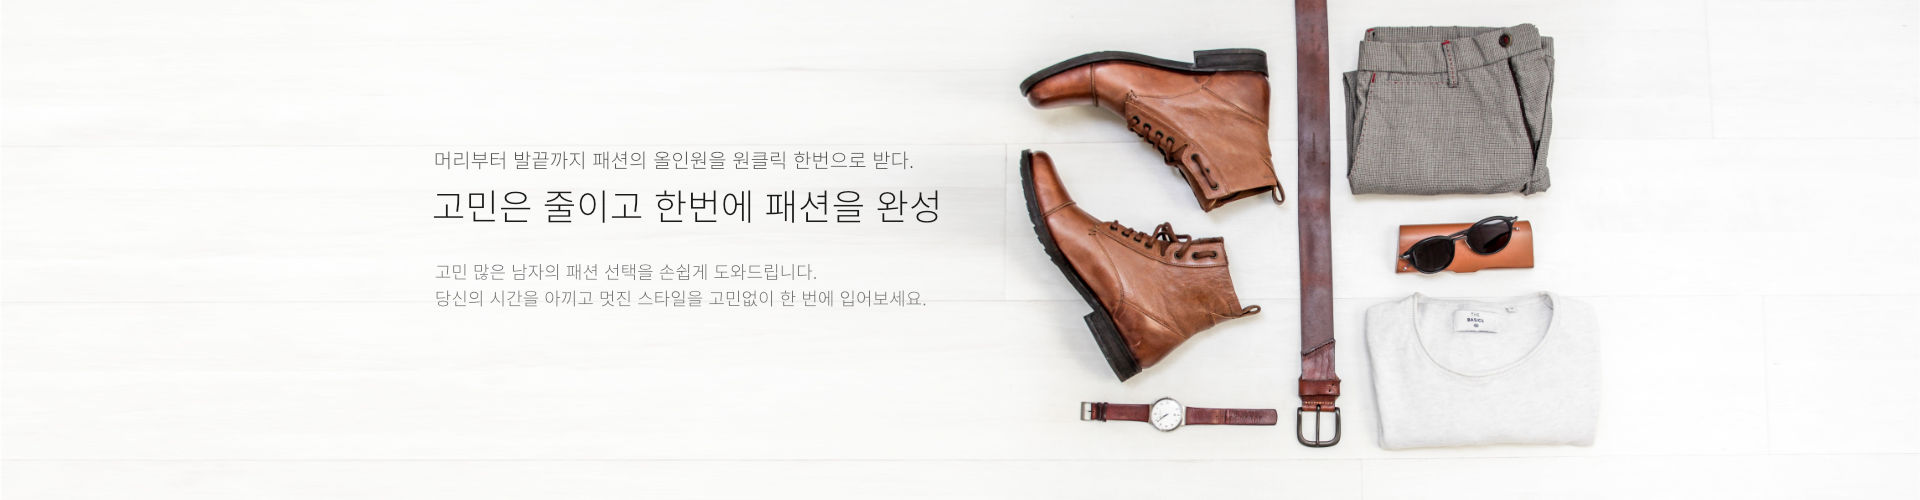 머리부터 발끝까지 패션의 올인원을 원클릭 한번으로 받다.
고민은 줄이고 한번에 패션을 완성
고민 많은 남자의 패션 선택을 손쉽게 도와드립니다.
당신의 시간을 아끼고 멋진 스타일을 고민없이 한 번에 입어보세요.
THE
BASICS